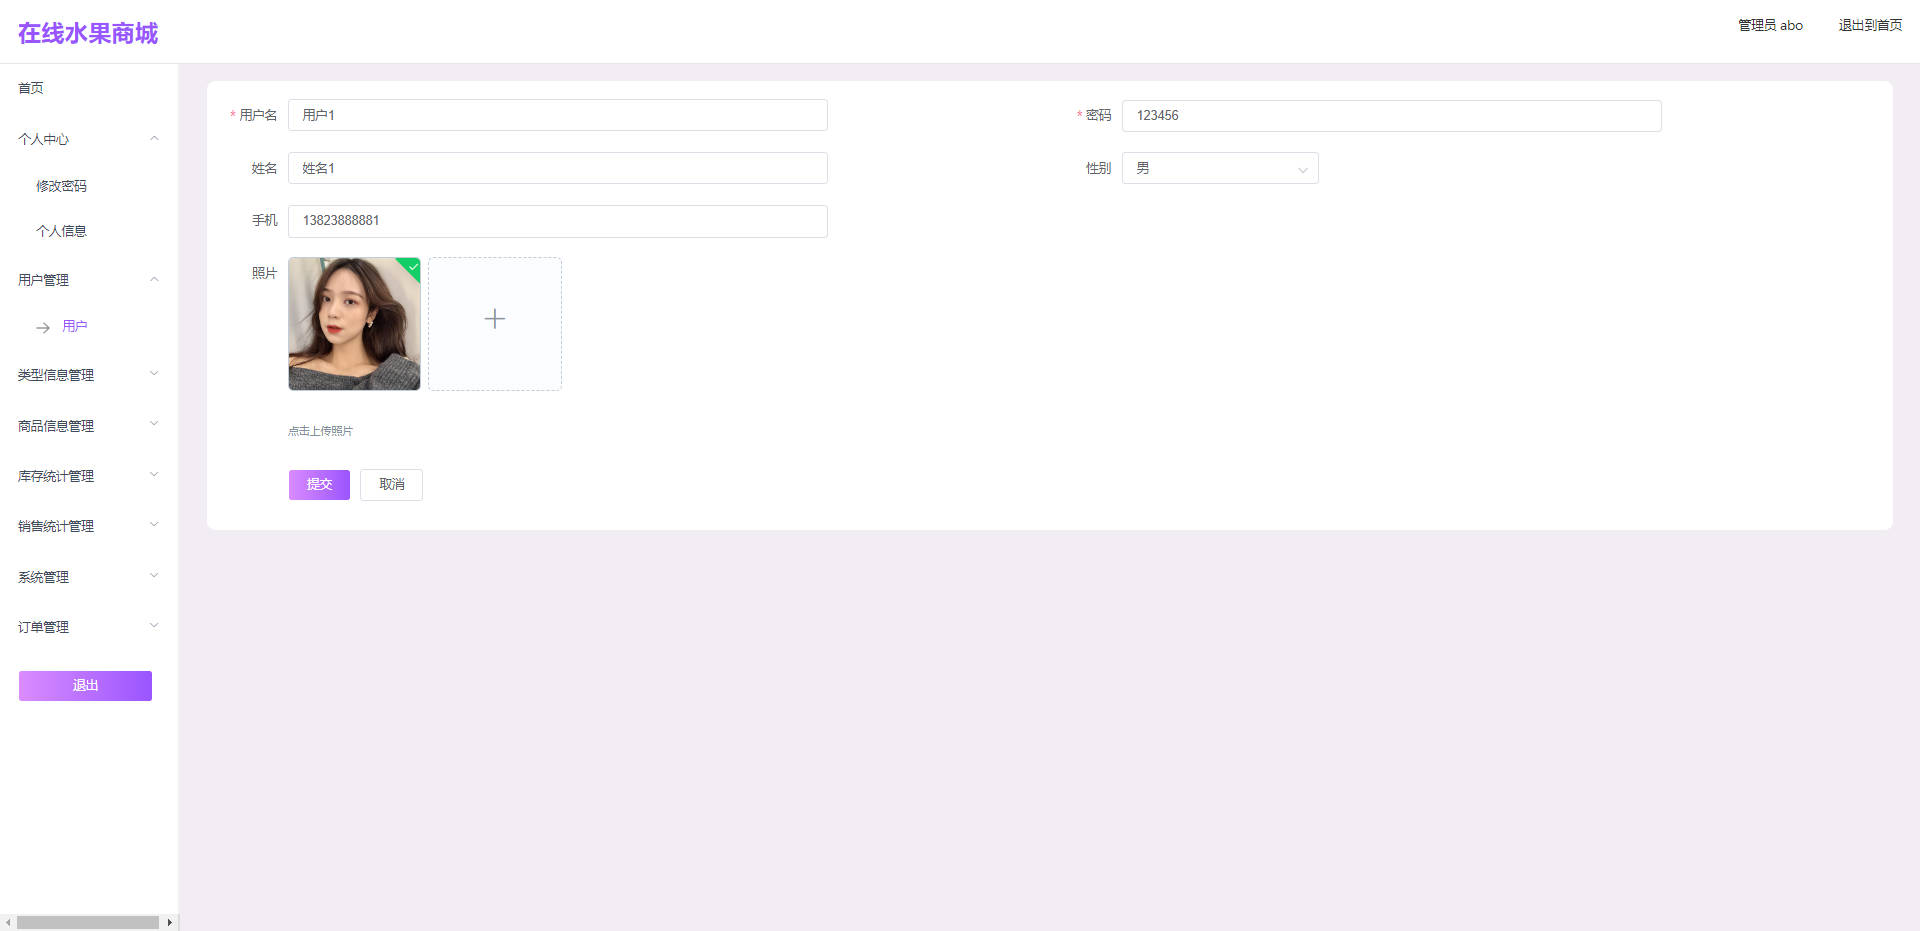 在线水果商城
管理员 abo
退出到首页
首页
个人中心
修改密码
个人信息
用户管理
用户
类型信息管理
商品信息管理
库存统计管理
销售统计管理
系统管理
订单管理
退出
* 用户名
用户1
* 密码
123456
姓名
姓名1
性别
男
手机
13823888881
照片
点击上传照片
提交
取消